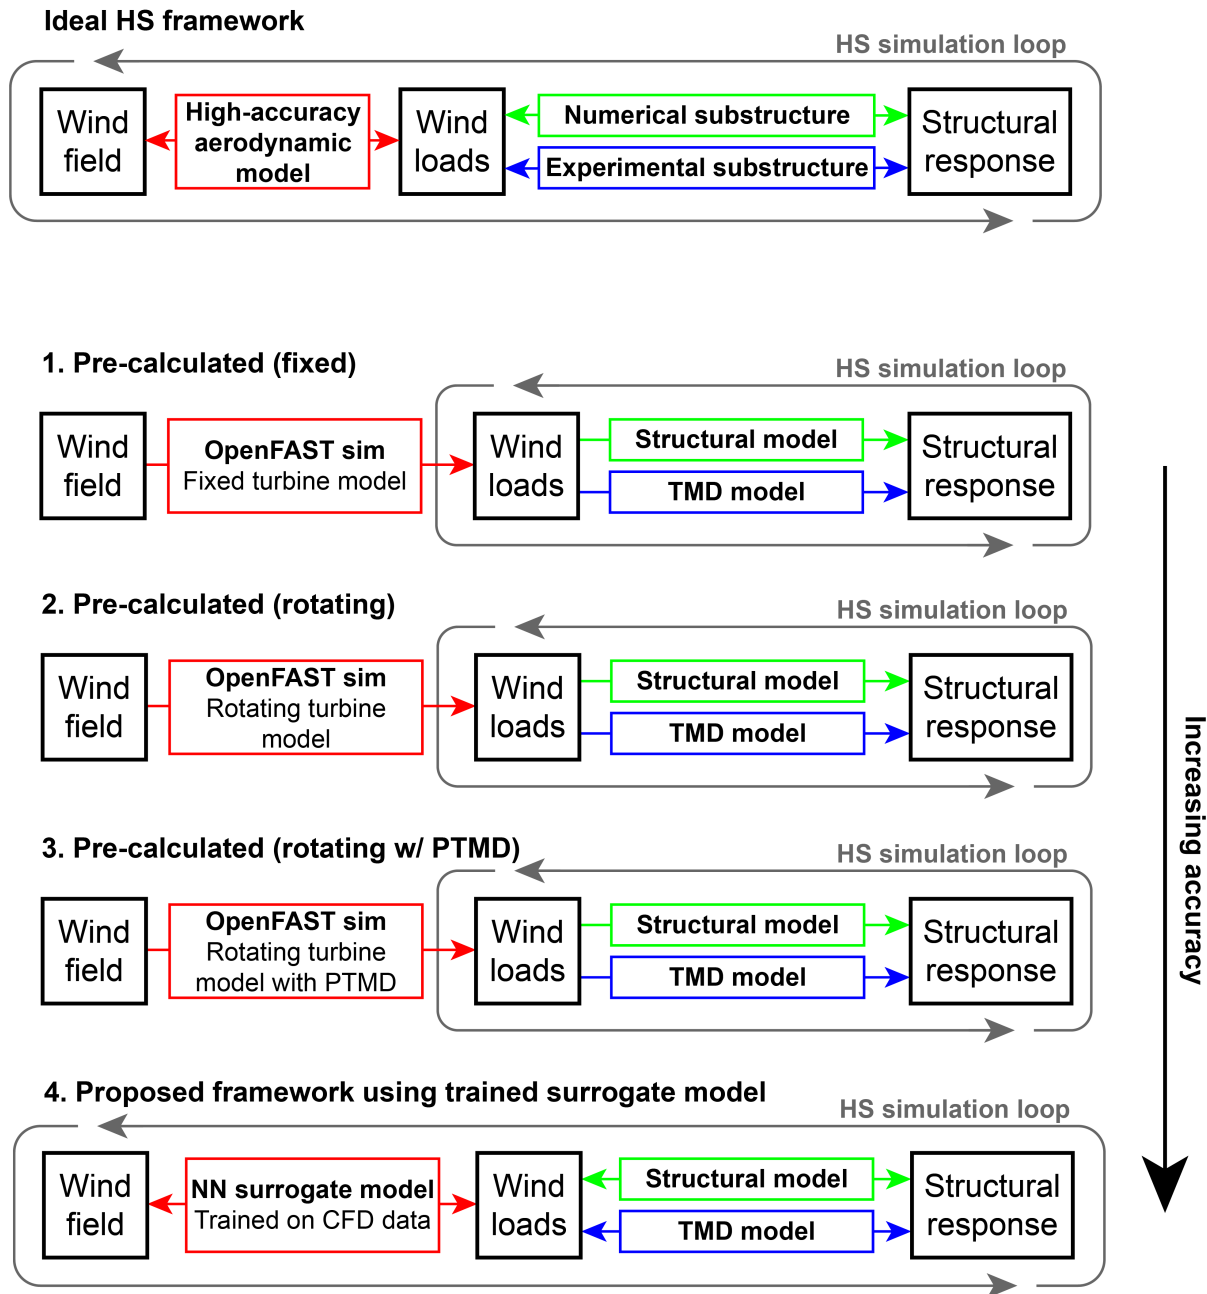 Ideal HS framework
HS simulation loop
Wind
field
High-accuracy
aerodynamic
model
Wind
loads
Numerical substructure
Experimental substructure
Structural
response
1. Pre-calculated (fixed)
HS simulation loop
Wind
field
OpenFAST sim
Fixed turbine model
Wind
loads
Structural model
TMD model
Structural
response
2. Pre-calculated (rotating)
HS simulation loop
Wind
field
OpenFAST sim
Rotating turbine
model
Wind
loads
Structural model
TMD model
Structural
response
3. Pre-calculated (rotating w/ PTMD)
HS simulation loop
Wind
field
OpenFAST sim
Rotating turbine
model with PTMD
Wind
loads
Structural model
TMD model
Structural
response
4. Proposed framework using trained surrogate model
HS simulation loop
Wind
field
NN surrogate model
Trained on CFD data
Wind
loads
Structural model
TMD model
Structural
response
Increasing accuracy